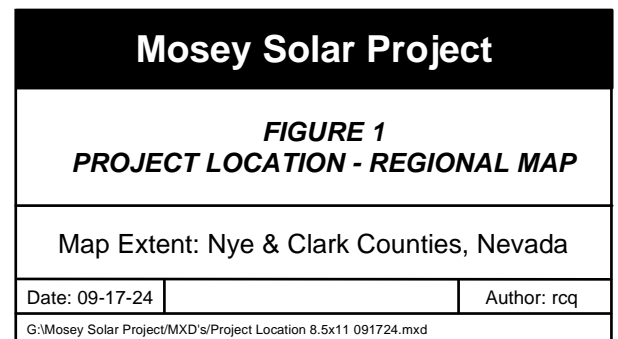 Mosey Solar Project
FIGURE 1
PROJECT LOCATION - REGIONAL MAP
Map Extent: Nye & Clark Counties, Nevada
Date: 09-17-24
Author: rcq
G:\Mosey Solar Project/MXD's/Project Location 8.5x11 091724.mxd